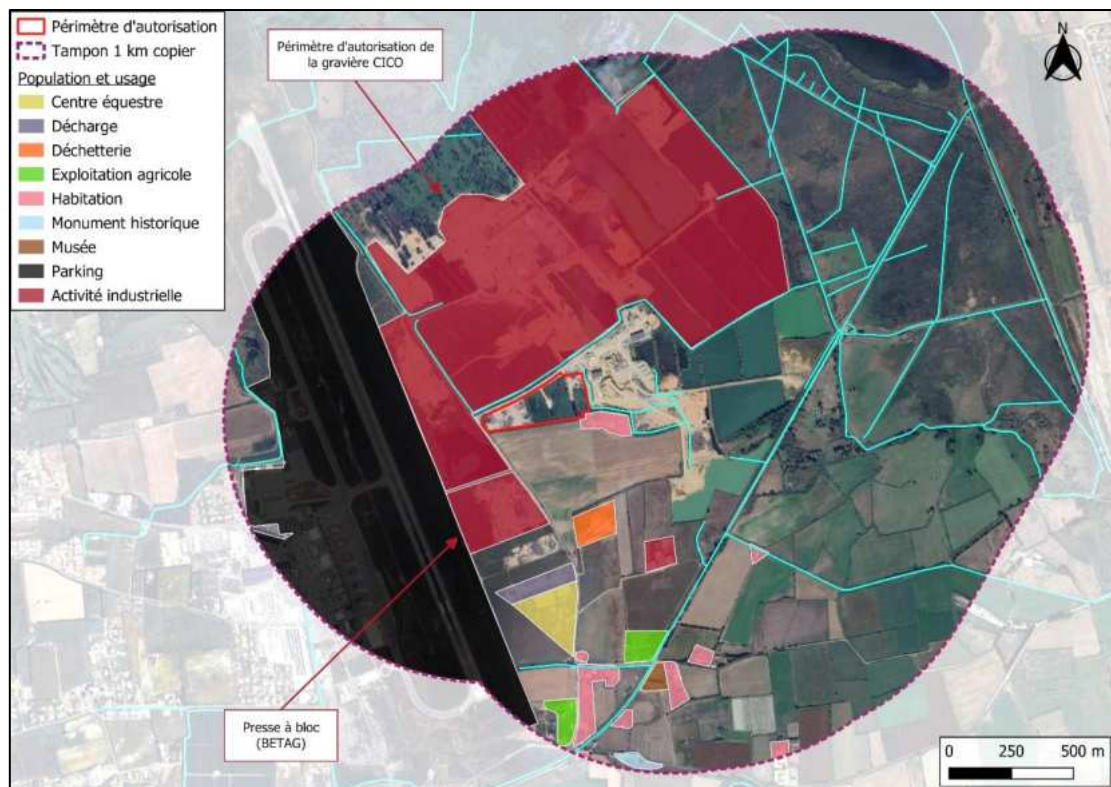 Périmètre d'autorisation
Tampon 1 km copier
Population et usage
Centre équestre
Décharge
Déchetterie
Exploitation agricole
Habitation
Monument historique
Musée
Parking
Activité industrielle
Périmètre d'autorisation de
la gravière CICO
N
Presse à bloc
(BETAG)
0 250 500 m